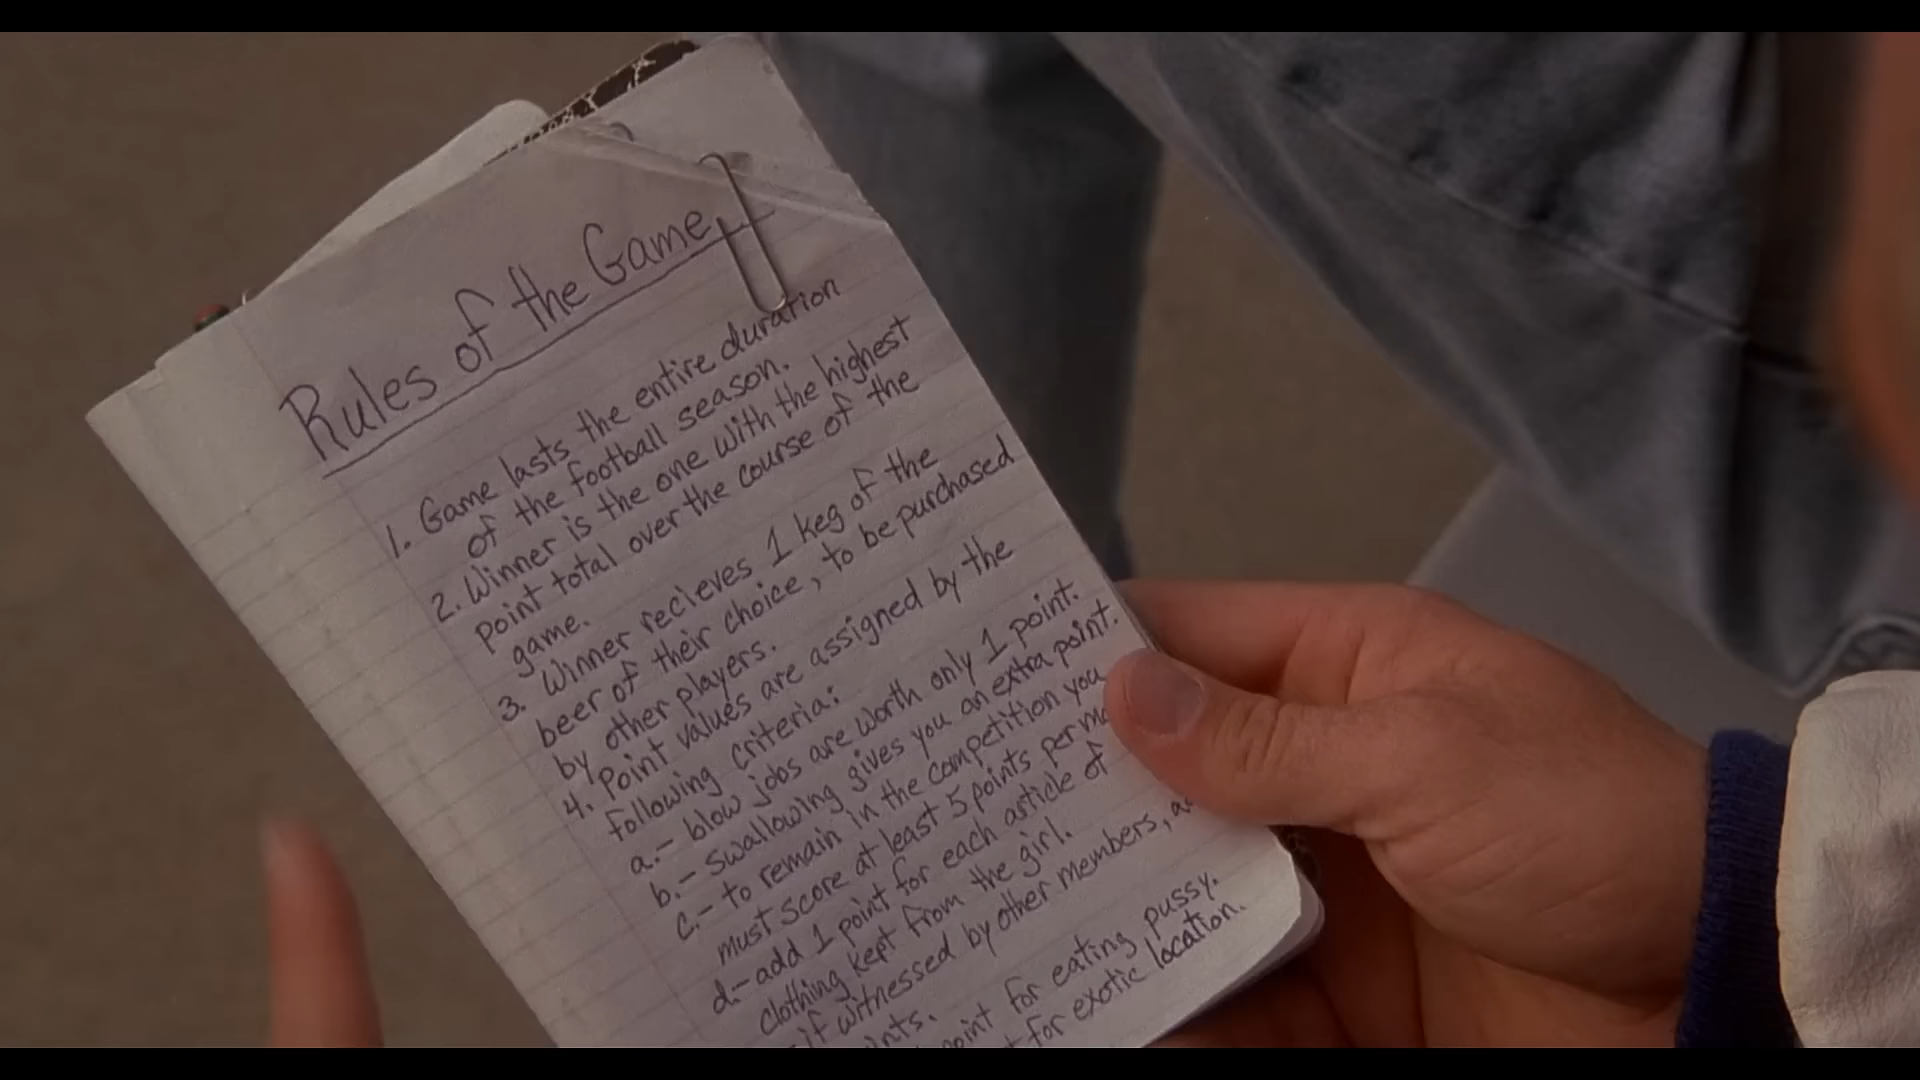 Rules of the Game
1. Game lasts the entire duration
of the football season.
2. Winner is the one with the highest
point total over the course of the
game.
3. Winner recieves 1 keg of the
beer of their choice, to be purchased
by other players.
4. Point values are assigned by the
following criteria:
a.- blow jobs are worth only 1 point.
b.- swallowing gives you an extra point.
c.- to remain in the competition you
must score at least 5 points per
d.- add 1 point for each article of
clothing kept from the girl.
- if witnessed by other members,
point for eating pussy.
for exotic location.